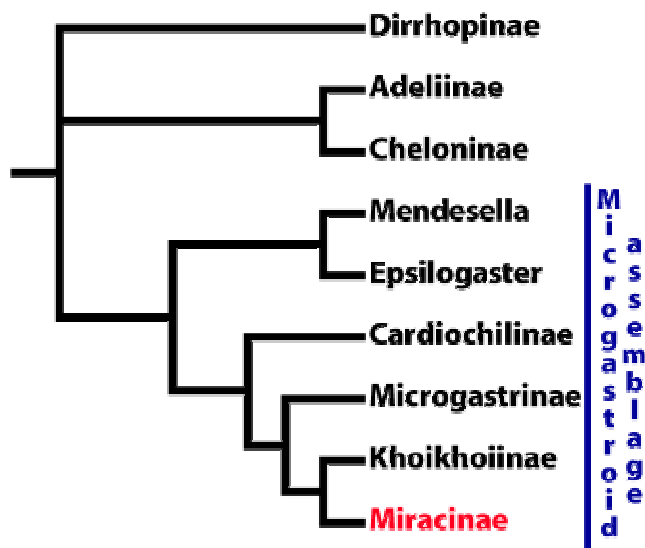 Dirrhopinae
Adeliinae
Cheloninae
Mendesella
Epsilogaster
Cardiochilinae
Microgastrinae
Khoikhoiinae
Miracinae
Microgastroid
assemblage